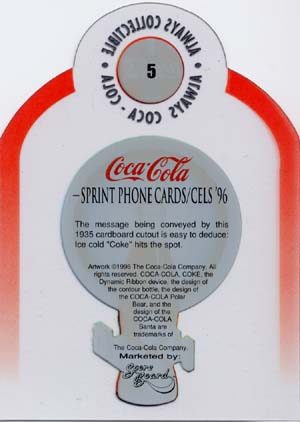 • ALWAYS COLLECTIBLE •
ALWAYS COCA-COLA
5
Coca-Cola
—SPRINT PHONE CARDS/CELS '96
The message being conveyed by this
1935 cardboard cutout is easy to deduce:
Ice cold "Coke" hits the spot.
Artwork ©1996 The Coca-Cola Company. All
rights reserved. COCA-COLA, COKE, the
Dynamic Ribbon device, the design of
the contour bottle, the design of
the COCA-COLA Polar
Bear, and the
design of the
COCA-COLA
Santa are
trademarks of
The Coca-Cola Company.
Marketed by:
Score Board